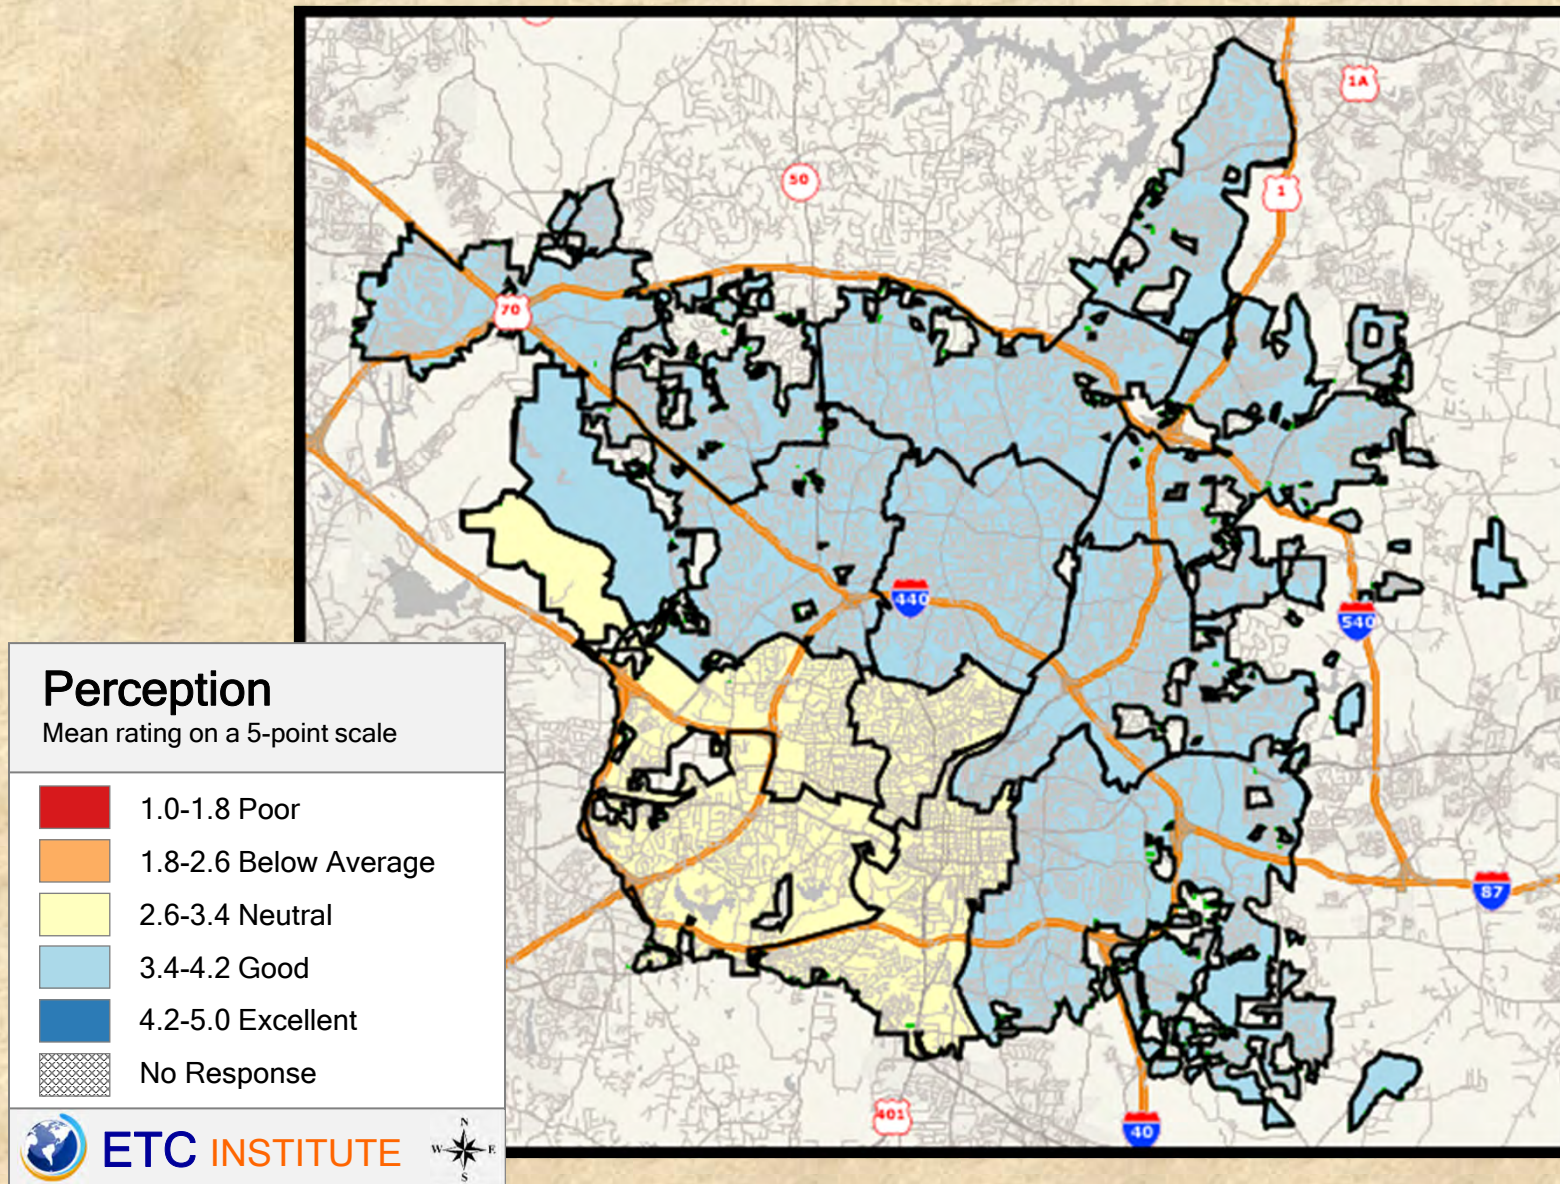 1A
50
1
70
440
540
87
401
40
Perception
Mean rating on a 5-point scale
1.0-1.8 Poor
1.8-2.6 Below Average
2.6-3.4 Neutral
3.4-4.2 Good
4.2-5.0 Excellent
No Response
ETC INSTITUTE
N
W E
S